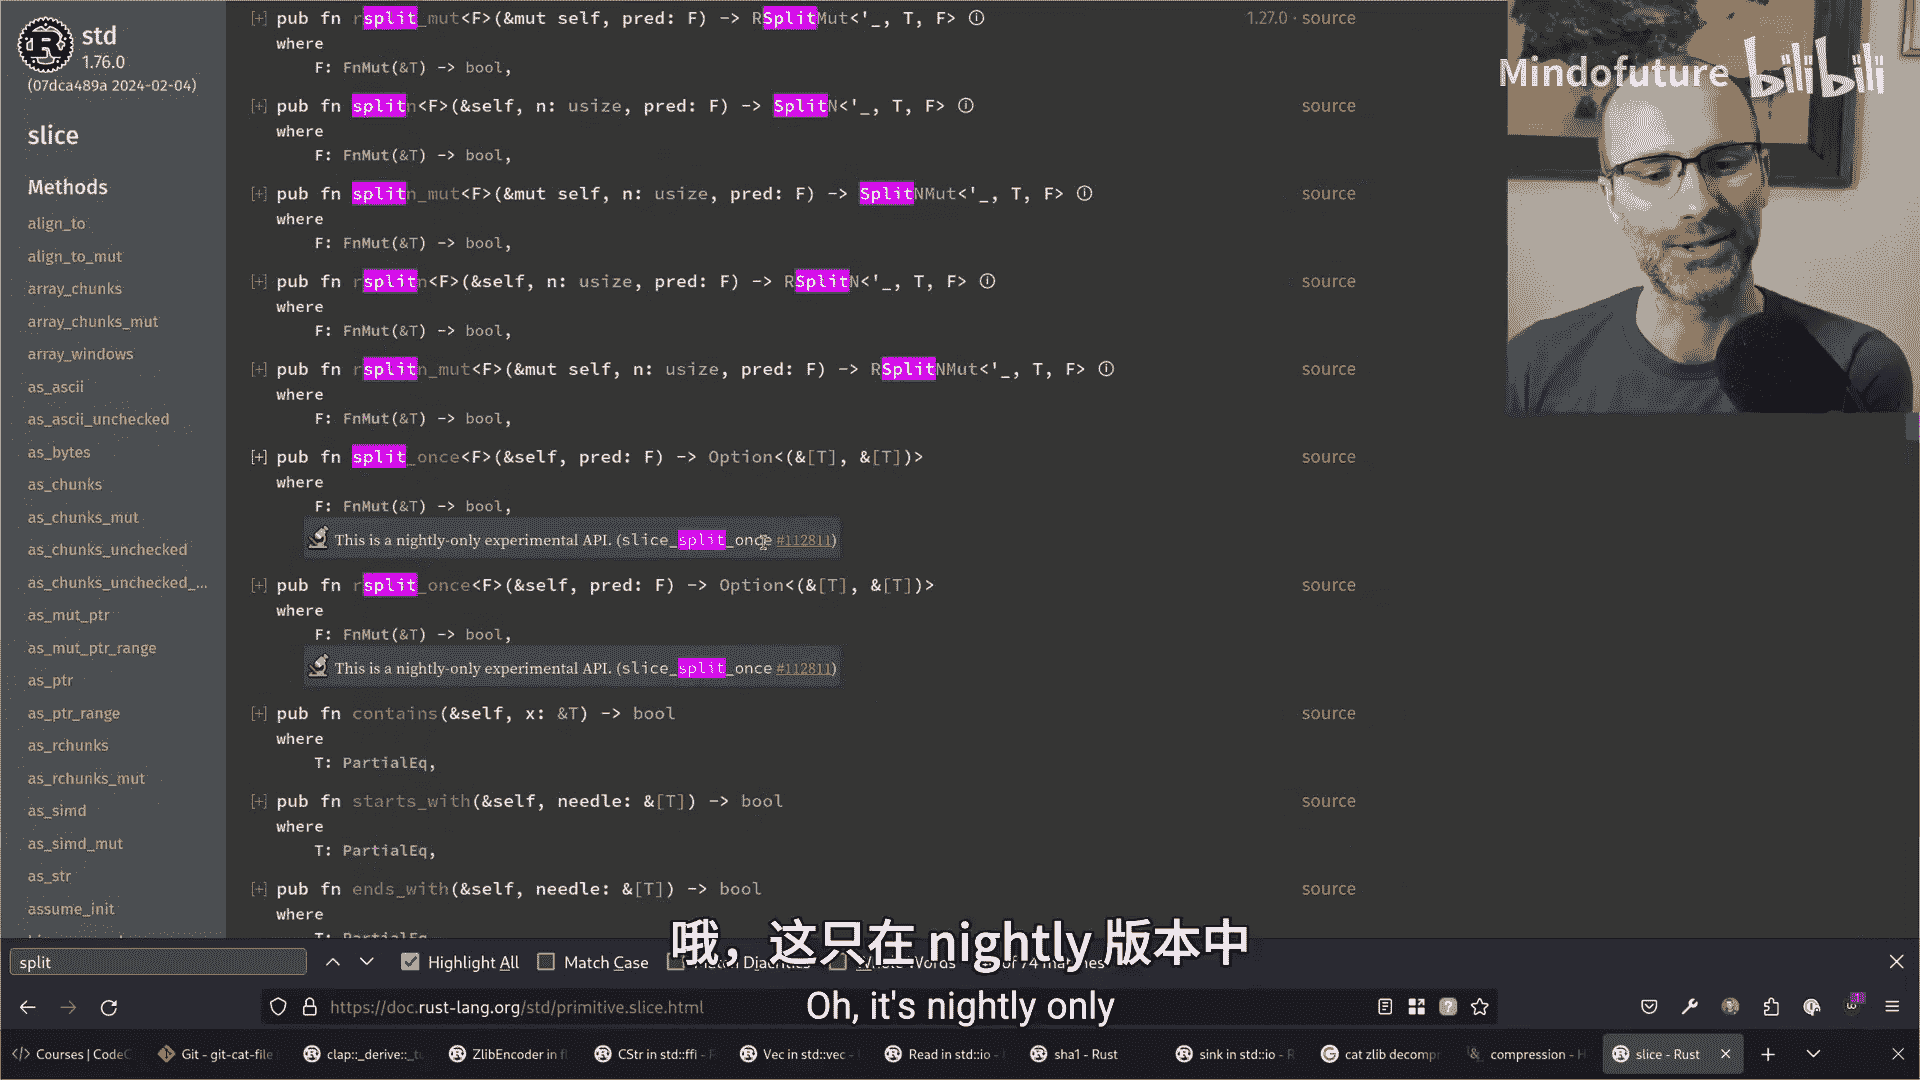 std
1.76.0
(07dca489a 2024-02-04)
slice
Methods
align_to
align_to_mut
array_chunks
array_chunks_mut
array_windows
as_ascii
as_ascii_unchecked
as_bytes
as_chunks
as_chunks_mut
as_chunks_unchecked
as_chunks_unchecked_...
as_mut_ptr
as_mut_ptr_range
as_ptr
as_ptr_range
as_rchunks
as_rchunks_mut
as_simd
as_simd_mut
as_str
assume_init
[+] pub fn rsplit_mut<F>(&mut self, pred: F) -> RSplitMut<'_, T, F> ⓘ 1.27.0 · source
where
F: FnMut(&T) -> bool,
[+] pub fn splitn<F>(&self, n: usize, pred: F) -> SplitN<'_, T, F> ⓘ source
where
F: FnMut(&T) -> bool,
[+] pub fn splitn_mut<F>(&mut self, n: usize, pred: F) -> SplitNMut<'_, T, F> ⓘ source
where
F: FnMut(&T) -> bool,
[+] pub fn rsplitn<F>(&self, n: usize, pred: F) -> RSplitN<'_, T, F> ⓘ source
where
F: FnMut(&T) -> bool,
[+] pub fn rsplitn_mut<F>(&mut self, n: usize, pred: F) -> RSplitNMut<'_, T, F> ⓘ source
where
F: FnMut(&T) -> bool,
[+] pub fn split_once<F>(&self, pred: F) -> Option<(&[T], &[T])> source
where
F: FnMut(&T) -> bool,
This is a nightly-only experimental API. (slice_split_once #112811)
[+] pub fn rsplit_once<F>(&self, pred: F) -> Option<(&[T], &[T])> source
where
F: FnMut(&T) -> bool,
This is a nightly-only experimental API. (slice_split_once #112811)
[+] pub fn contains(&self, x: &T) -> bool source
where
T: PartialEq,
[+] pub fn starts_with(&self, needle: &[T]) -> bool source
where
T: PartialEq,
[+] pub fn ends_with(&self, needle: &[T]) -> bool source
where
T: PartialEq,
Mindofuture bilibili
哦，这只在 nightly 版本中
Oh, it's nightly only
split Highlight All Match Case of 74 matches
https://doc.rust-lang.org/std/primitive.slice.html
</> Courses | Code
Git - git-cat-file
clap::_derive::_tu
ZlibEncoder in fl
CStr in std::ffi -
Vec in std::vec -
Read in std::io -
sha1 - Rust
sink in std::io - R
cat zlib decompr
compression - H
slice - Rust